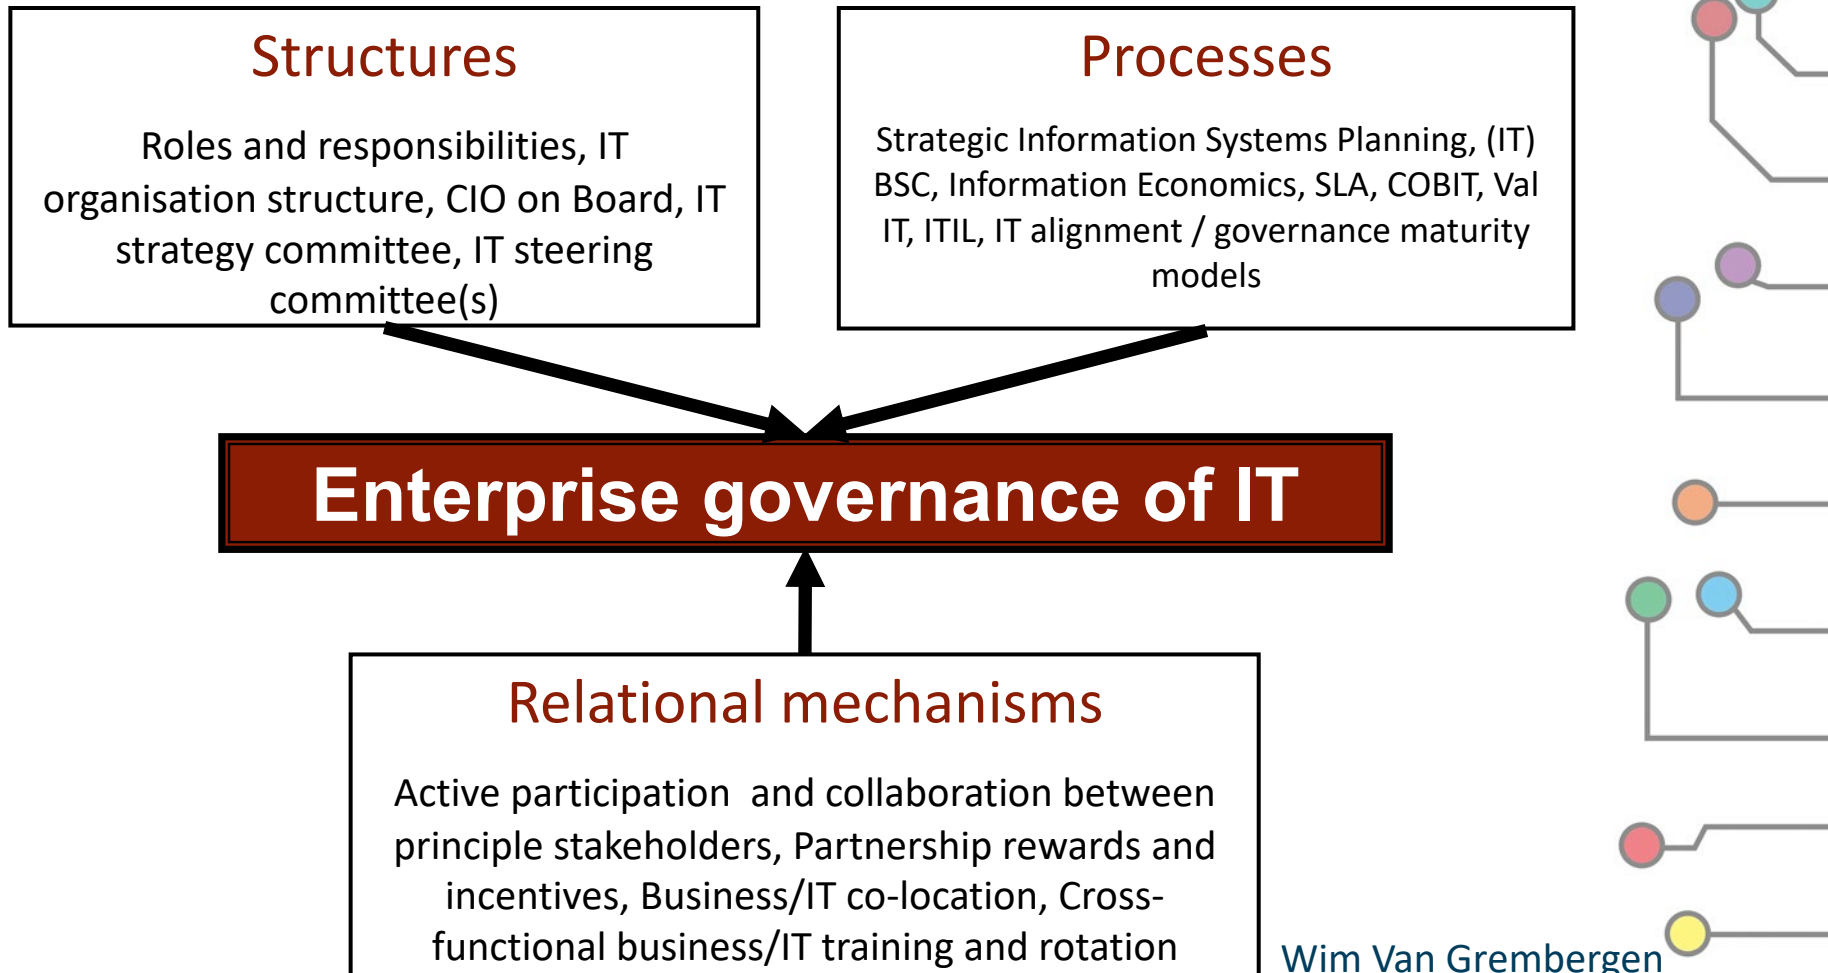 Structures
Roles and responsibilities, IT
organisation structure, CIO on Board, IT
strategy committee, IT steering
committee(s)
Processes
Strategic Information Systems Planning, (IT)
BSC, Information Economics, SLA, COBIT, Val
IT, ITIL, IT alignment / governance maturity
models
Enterprise governance of IT
Relational mechanisms
Active participation  and collaboration between
principle stakeholders, Partnership rewards and
incentives, Business/IT co-location, Cross-
functional business/IT training and rotation
Wim Van Grembergen